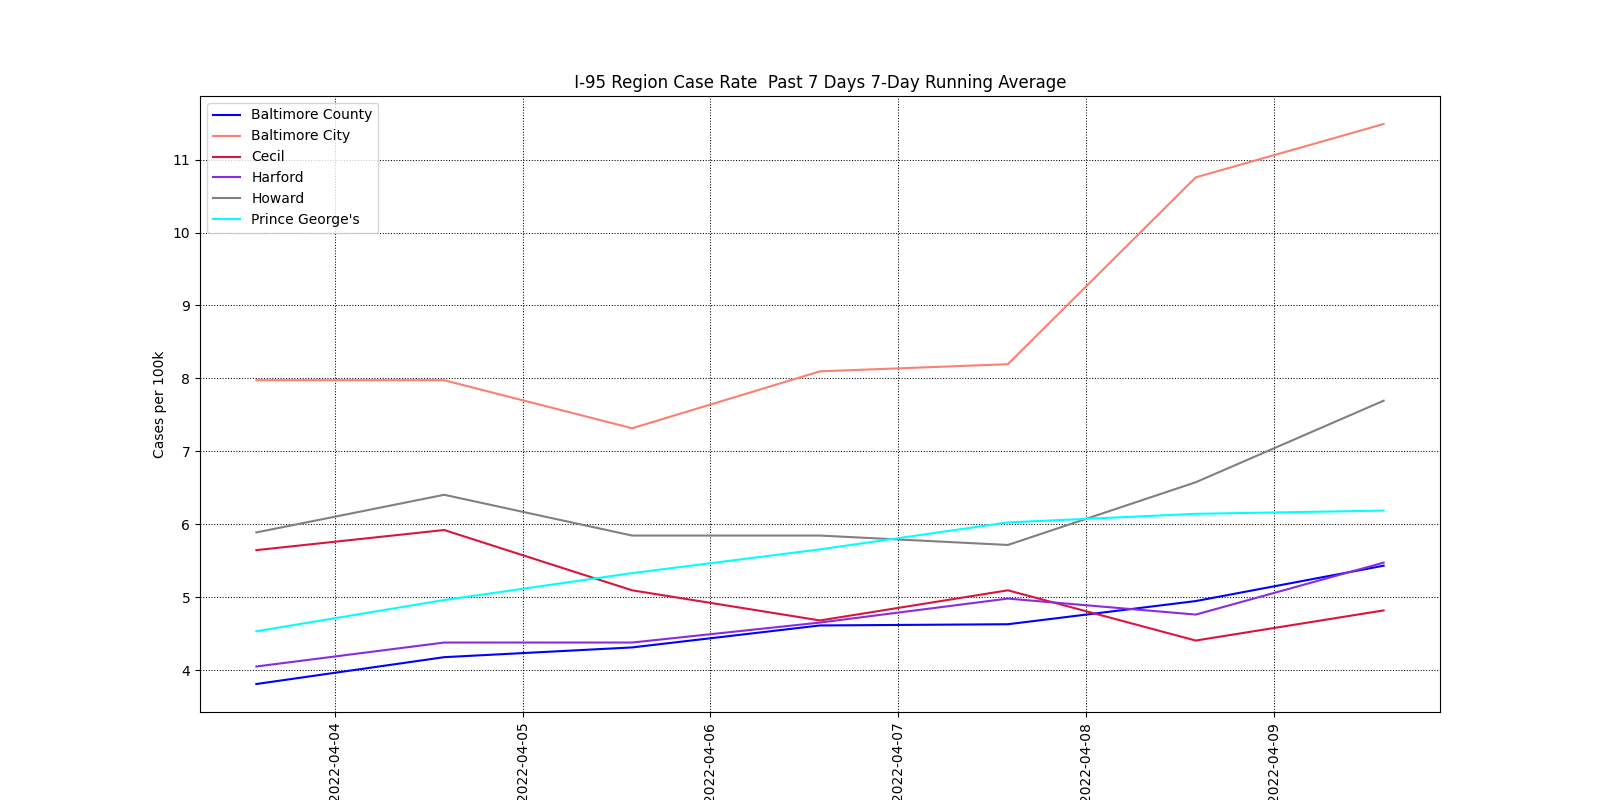 I-95 Region Case Rate  Past 7 Days 7-Day Running Average
Baltimore County
Baltimore City
Cecil
Harford
Howard
Prince George's
Cases per 100k
11
10
9
8
7
6
5
4
2022-04-04
2022-04-05
2022-04-06
2022-04-07
2022-04-08
2022-04-09